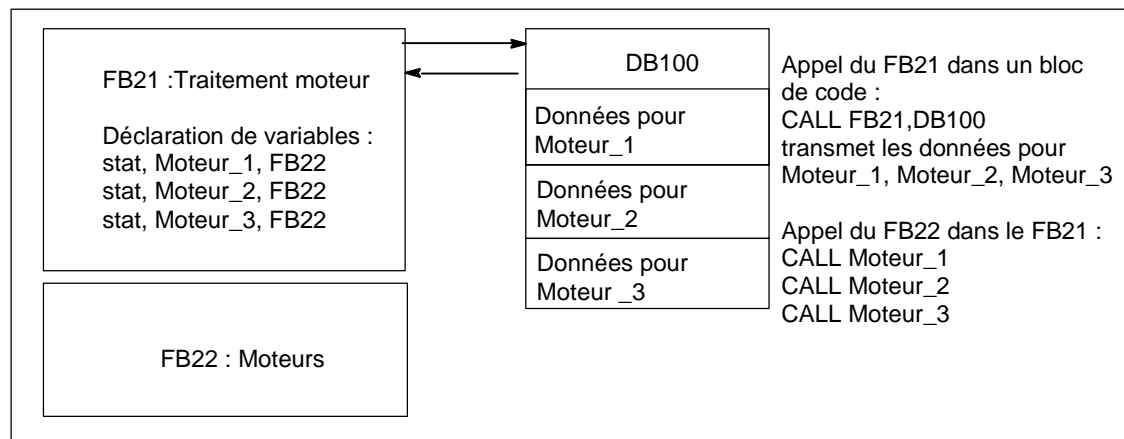 FB21 :Traitement moteur
Déclaration de variables :
stat, Moteur_1, FB22
stat, Moteur_2, FB22
stat, Moteur_3, FB22
FB22 : Moteurs
DB100
Données pour
Moteur_1
Données pour
Moteur_2
Données pour
Moteur _3
Appel du FB21 dans un bloc
de code :
CALL FB21,DB100
transmet les données pour
Moteur_1, Moteur_2, Moteur_3
Appel du FB22 dans le FB21 :
CALL Moteur_1
CALL Moteur_2
CALL Moteur_3